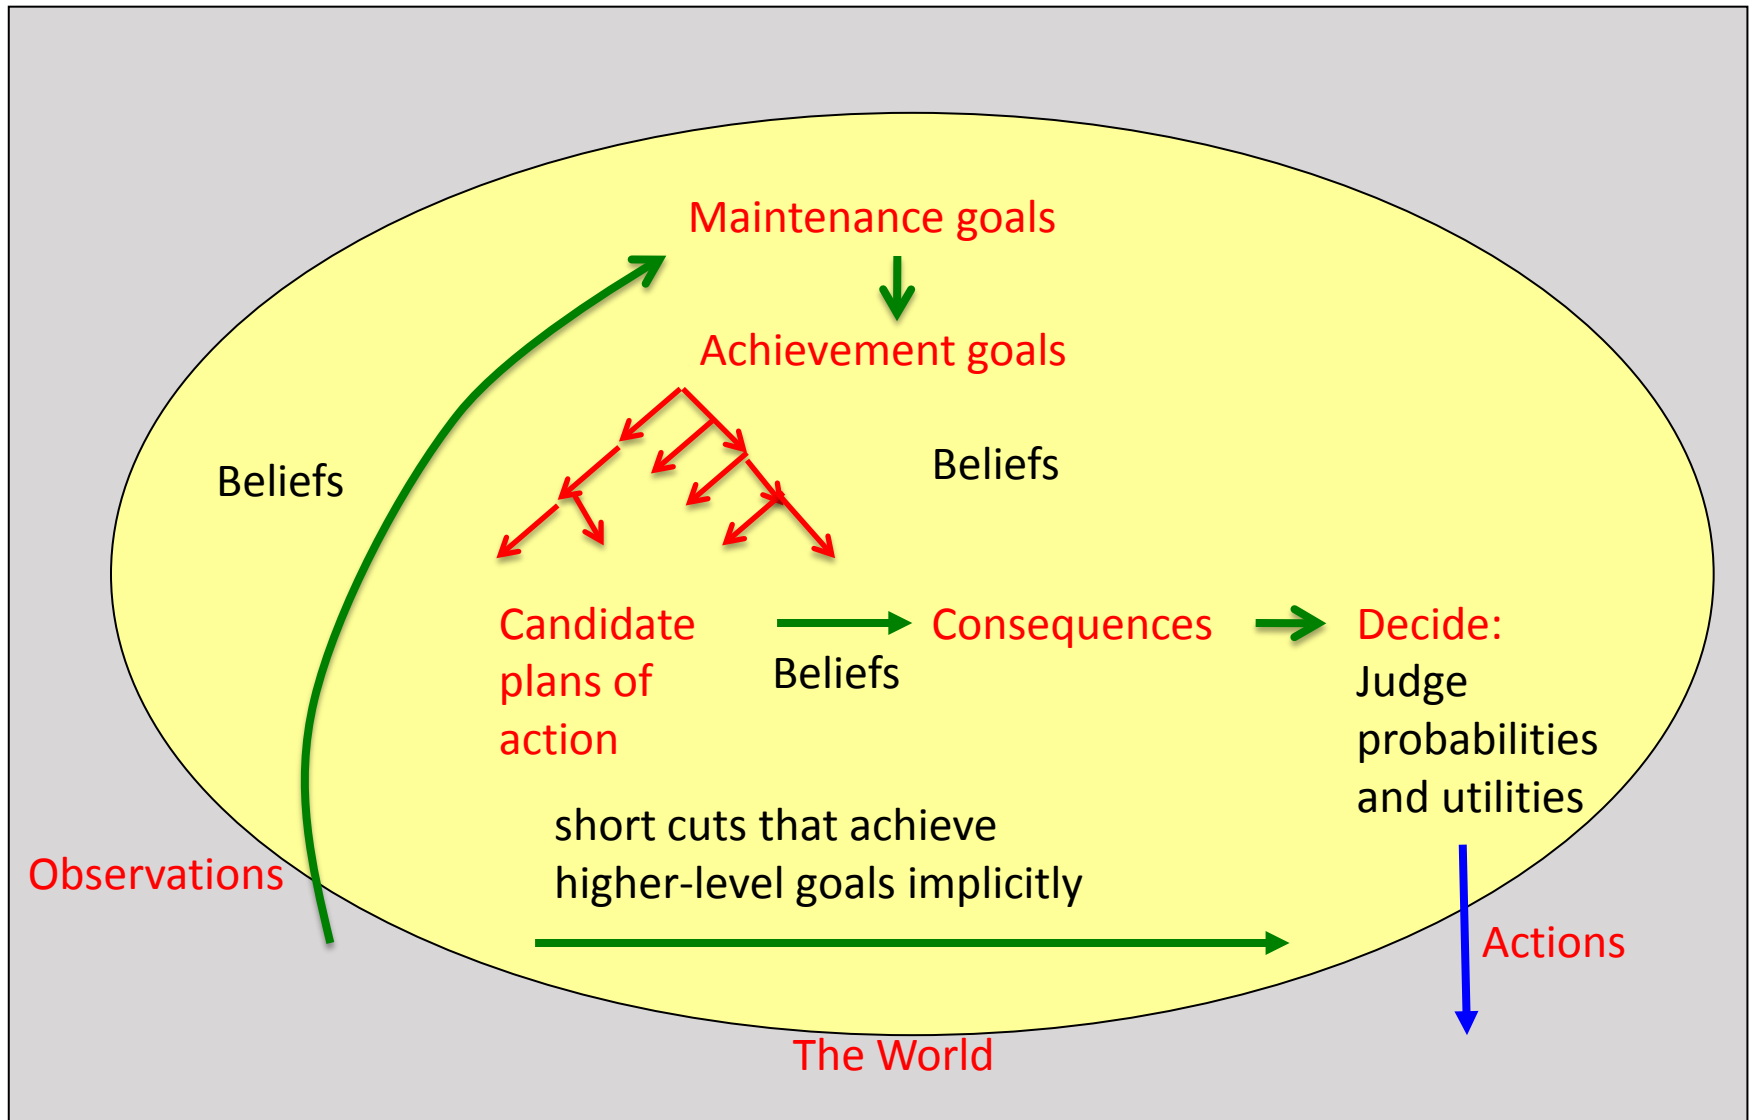 Maintenance goals
Achievement goals
Beliefs
Beliefs
Candidate
plans of
action
Beliefs
Consequences
Decide:
Judge
probabilities
and utilities
short cuts that achieve
higher-level goals implicitly
Observations
Actions
The World